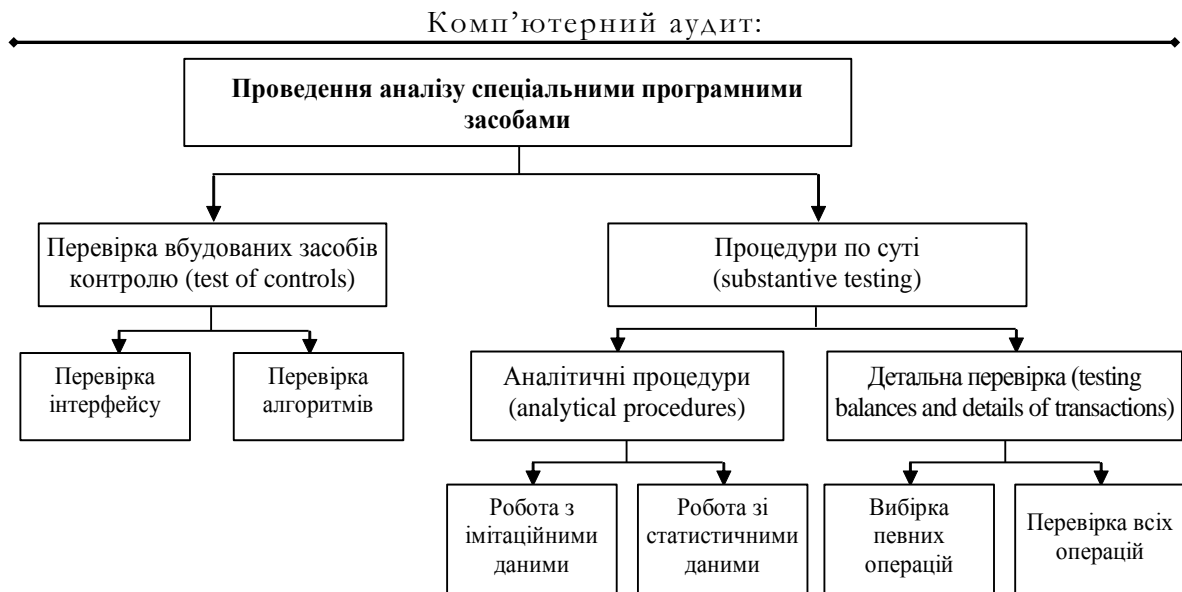 Комп’ютерний аудит:
Проведення аналізу спеціальними програмними
засобами
Перевірка вбудованих засобів
контролю (test of controls)
Процедури по суті
(substantive testing)
Перевірка
інтерфейсу
Перевірка
алгоритмів
Аналітичні процедури
(analytical procedures)
Детальна перевірка (testing
balances and details of transactions)
Робота з
імітаційними
даними
Робота зі
статистичними
даними
Вибірка
певних
операцій
Перевірка всіх
операцій